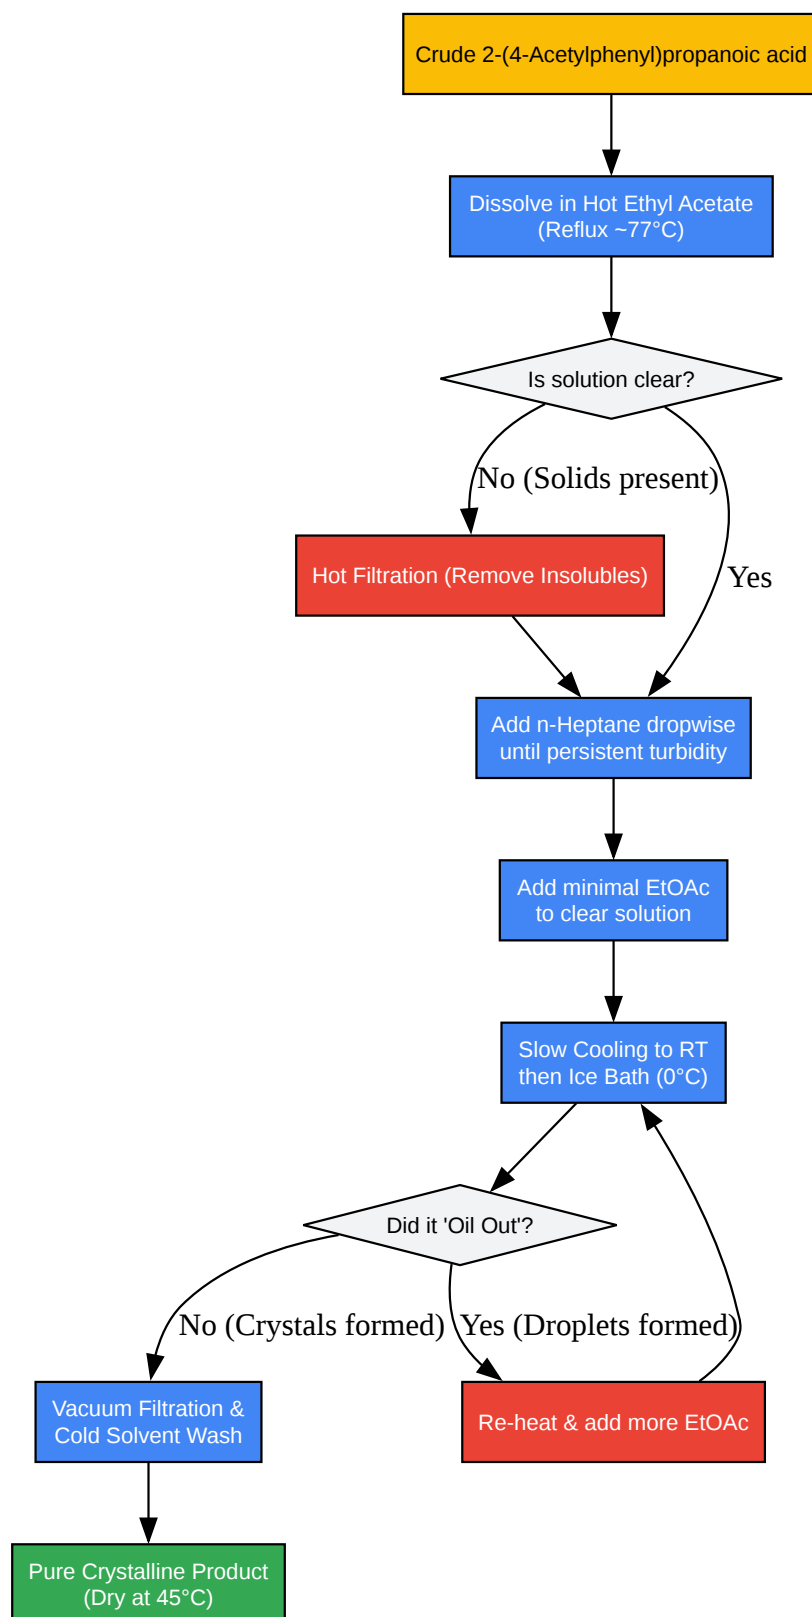 Crude 2-(4-Acetylphenyl)propanoic acid
Dissolve in Hot Ethyl Acetate
(Reflux ~77°C)
Is solution clear?
No (Solids present)
Hot Filtration (Remove Insolubles)
Yes
Add n-Heptane dropwise
until persistent turbidity
Add minimal EtOAc
to clear solution
Slow Cooling to RT
then Ice Bath (0°C)
Did it 'Oil Out'?
No (Crystals formed)
Yes (Droplets formed)
Vacuum Filtration &
Cold Solvent Wash
Re-heat & add more EtOAc
Pure Crystalline Product
(Dry at 45°C)